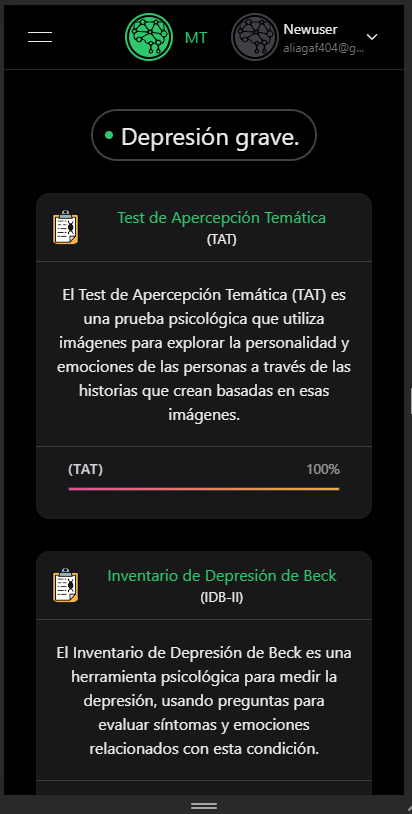 MT
Newuser
aliagaf404@g...
Depresión grave.
Test de Apercepción Temática
(TAT)
El Test de Apercepción Temática (TAT) es
una prueba psicológica que utiliza
imágenes para explorar la personalidad y
emociones de las personas a través de las
historias que crean basadas en esas
imágenes.
(TAT)
100%
Inventario de Depresión de Beck
(IDB-II)
El Inventario de Depresión de Beck es una
herramienta psicológica para medir la
depresión, usando preguntas para
evaluar síntomas y emociones
relacionados con esta condición.